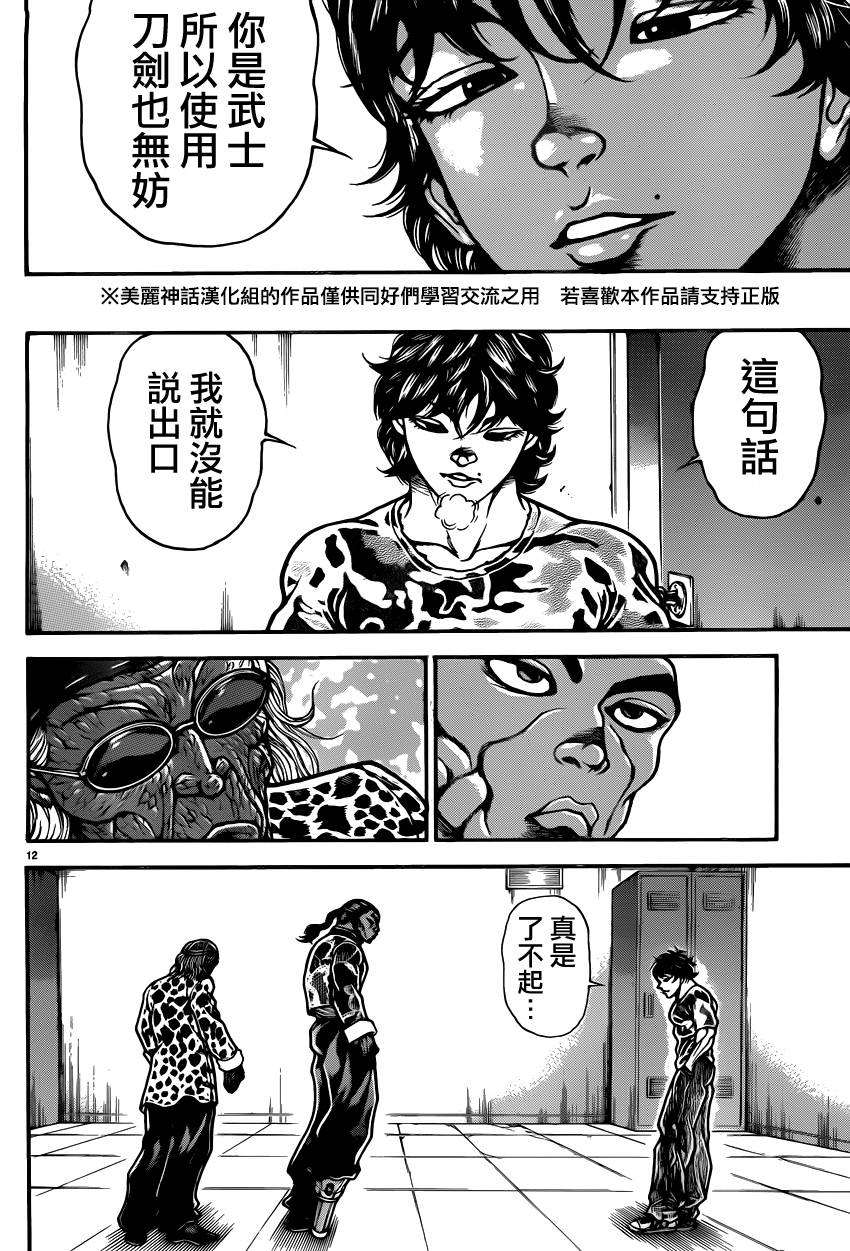 你是武士
所以使用
刀劍也無妨
※美麗神話漢化組的作品僅供同好們學習交流之用　若喜歡本作品請支持正版
這句話
我就沒能
説出口
12
真是
了不起…